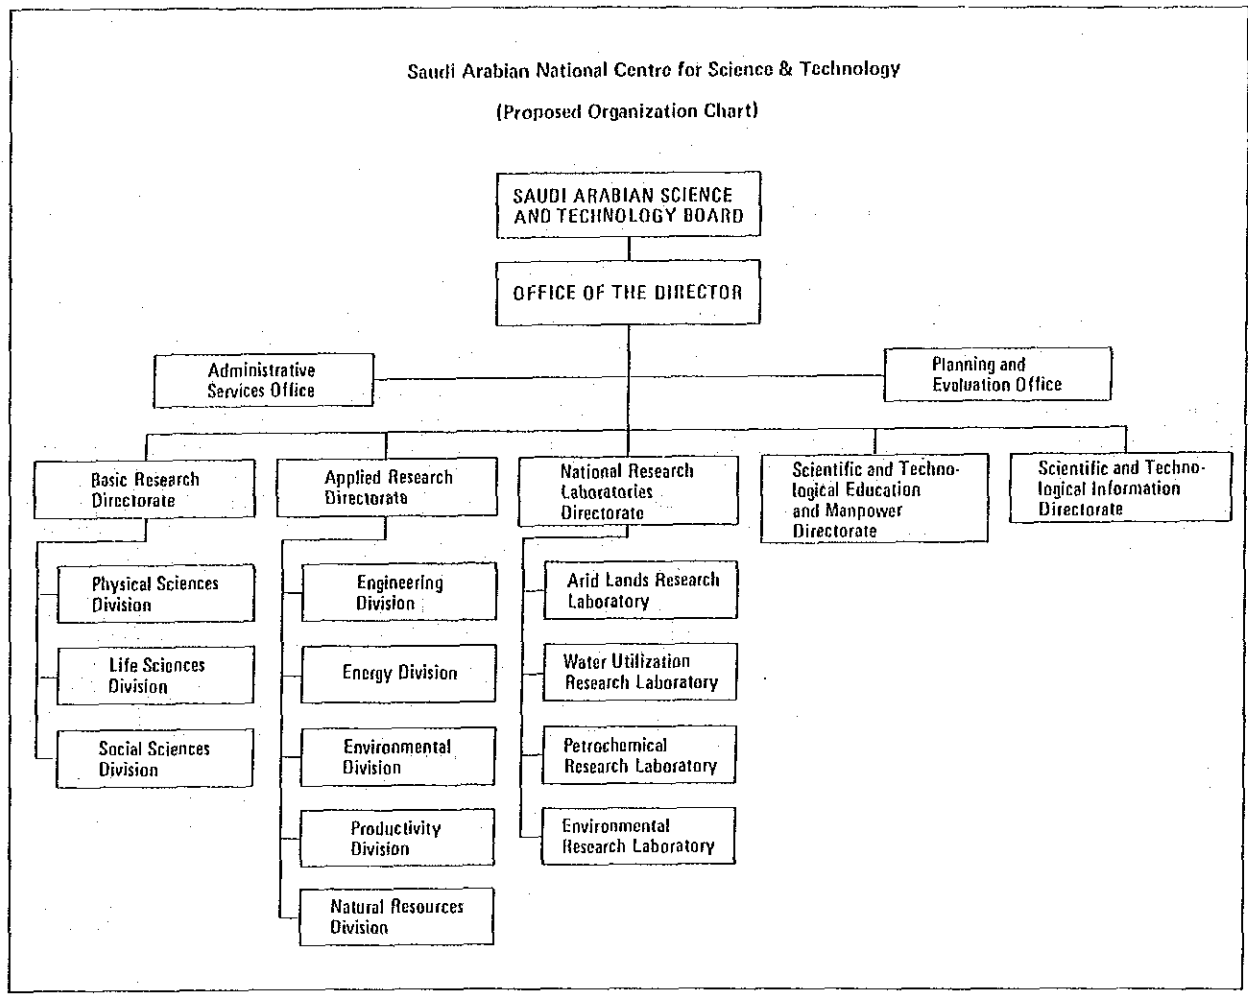 Saudi Arabian National Centre for Science & Technology
(Proposed Organization Chart)
SAUDI ARABIAN SCIENCE
AND TECHNOLOGY BOARD
OFFICE OF THE DIRECTOR
Administrative
Services Office
Planning and
Evaluation Office
Basic Research
Directorate
Applied Research
Directorate
National Research
Laboratories
Directorate
Scientific and Techno-
logical Education
and Manpower
Directorate
Scientific and Techno-
logical Information
Directorate
Physical Sciences
Division
Life Sciences
Division
Social Sciences
Division
Engineering
Division
Energy Division
Environmental
Division
Productivity
Division
Natural Resources
Division
Arid Lands Research
Laboratory
Water Utilization
Research Laboratory
Petrochemical
Research Laboratory
Environmental
Research Laboratory